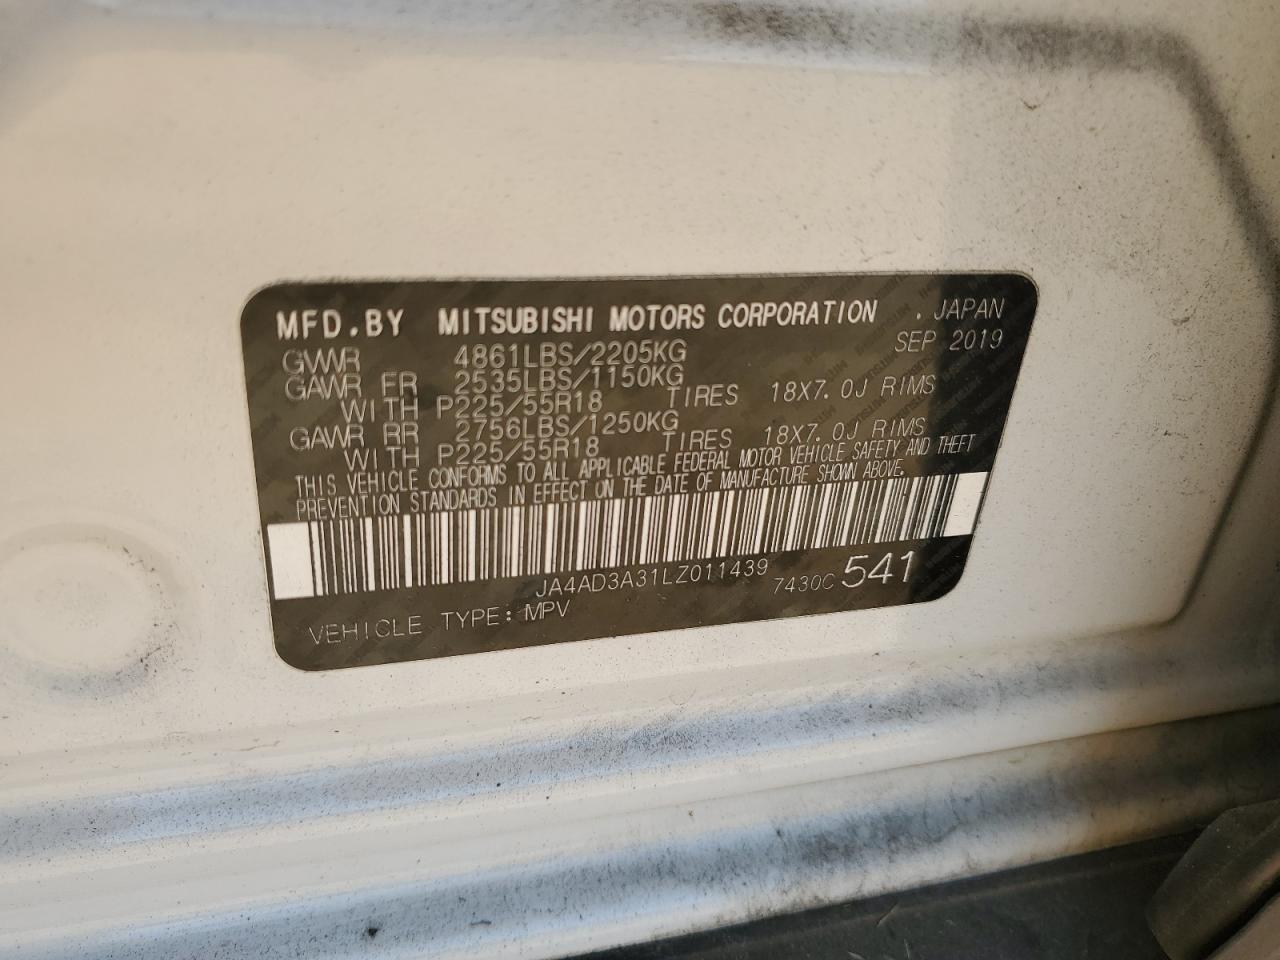 MFD.BY MITSUBISHI MOTORS CORPORATION . JAPAN
SEP 2019
GVWR 4861LBS/2205KG
GAWR FR 2535LBS/1150KG
WITH P225/55R18 TIRES 18X7.0J RIMS
GAWR RR 2756LBS/1250KG
WITH P225/55R18 TIRES 18X7.0J RIMS
THIS VEHICLE CONFORMS TO ALL APPLICABLE FEDERAL MOTOR VEHICLE SAFETY AND THEFT
PREVENTION STANDARDS IN EFFECT ON THE DATE OF MANUFACTURE SHOWN ABOVE.
JA4AD3A31LZ011439 7430C 541
VEHICLE TYPE: MPV